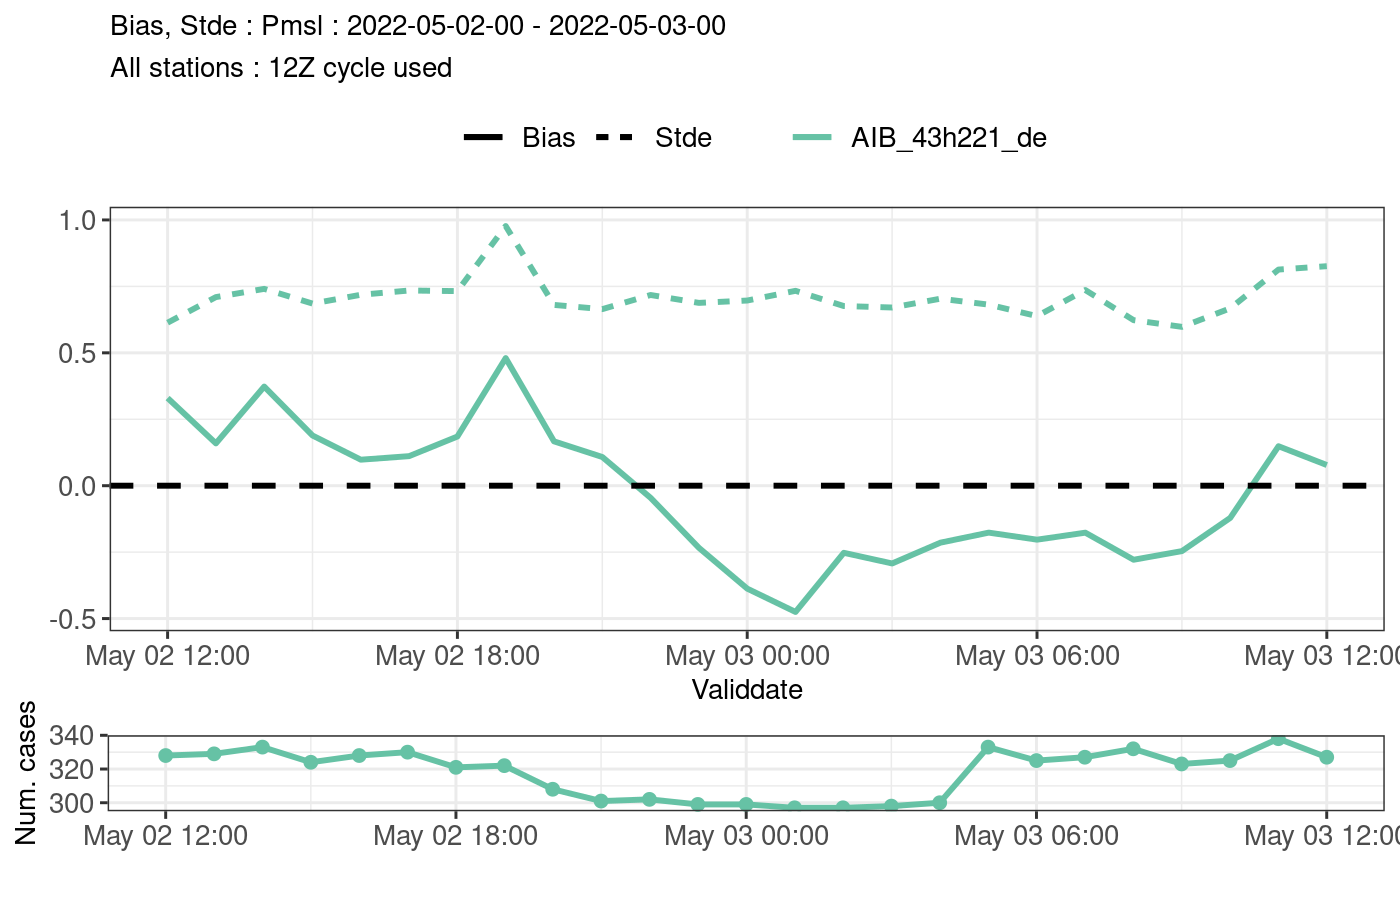 Bias, Stde : Pmsl : 2022-05-02-00 - 2022-05-03-00
All stations : 12Z cycle used
Bias Stde AIB_43h221_de
1.0
0.5
0.0
-0.5
May 02 12:00 May 02 18:00 May 03 00:00 May 03 06:00 May 03 12:00
Validdate
Num. cases
340
320
300
May 02 12:00 May 02 18:00 May 03 00:00 May 03 06:00 May 03 12:00